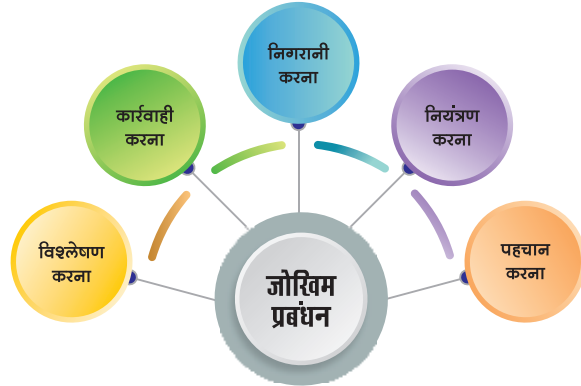 निगरानी
करना
कार्रवाही
करना
नियंत्रण
करना
विश्लेषण
करना
पहचान
करना
जोखिम
प्रबंधन